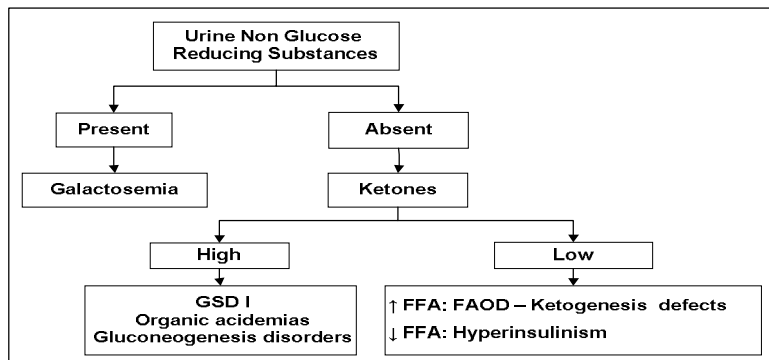 Urine Non Glucose
Reducing Substances
Present
Absent
Galactosemia
Ketones
High
Low
GSD I
Organic acidemias
Gluconeogenesis disorders
↑ FFA: FAOD – Ketogenesis defects
↓ FFA: Hyperinsulinism